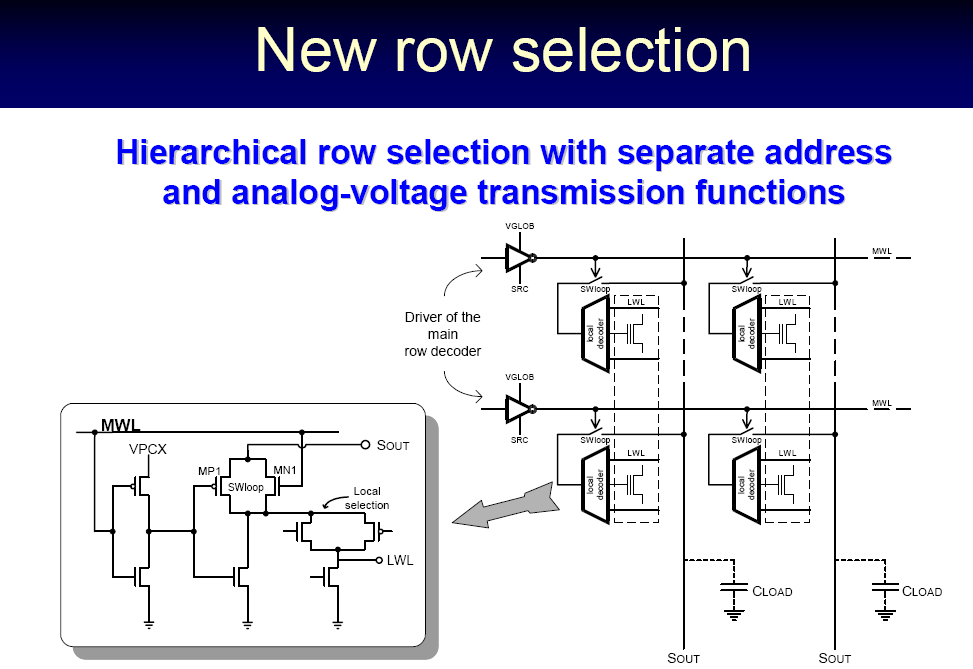 New row selection
Hierarchical row selection with separate address
and analog-voltage transmission functions
VGLOB
SRC
MWL
SWloop
SWloop
LWL
LWL
local
decoder
local
decoder
Driver of the
main
row decoder
VGLOB
SRC
MWL
SWloop
SWloop
LWL
LWL
local
decoder
local
decoder
MWL
VPCX
SOUT
MP1
MN1
SWloop
Local
selection
LWL
CLOAD
CLOAD
SOUT
SOUT